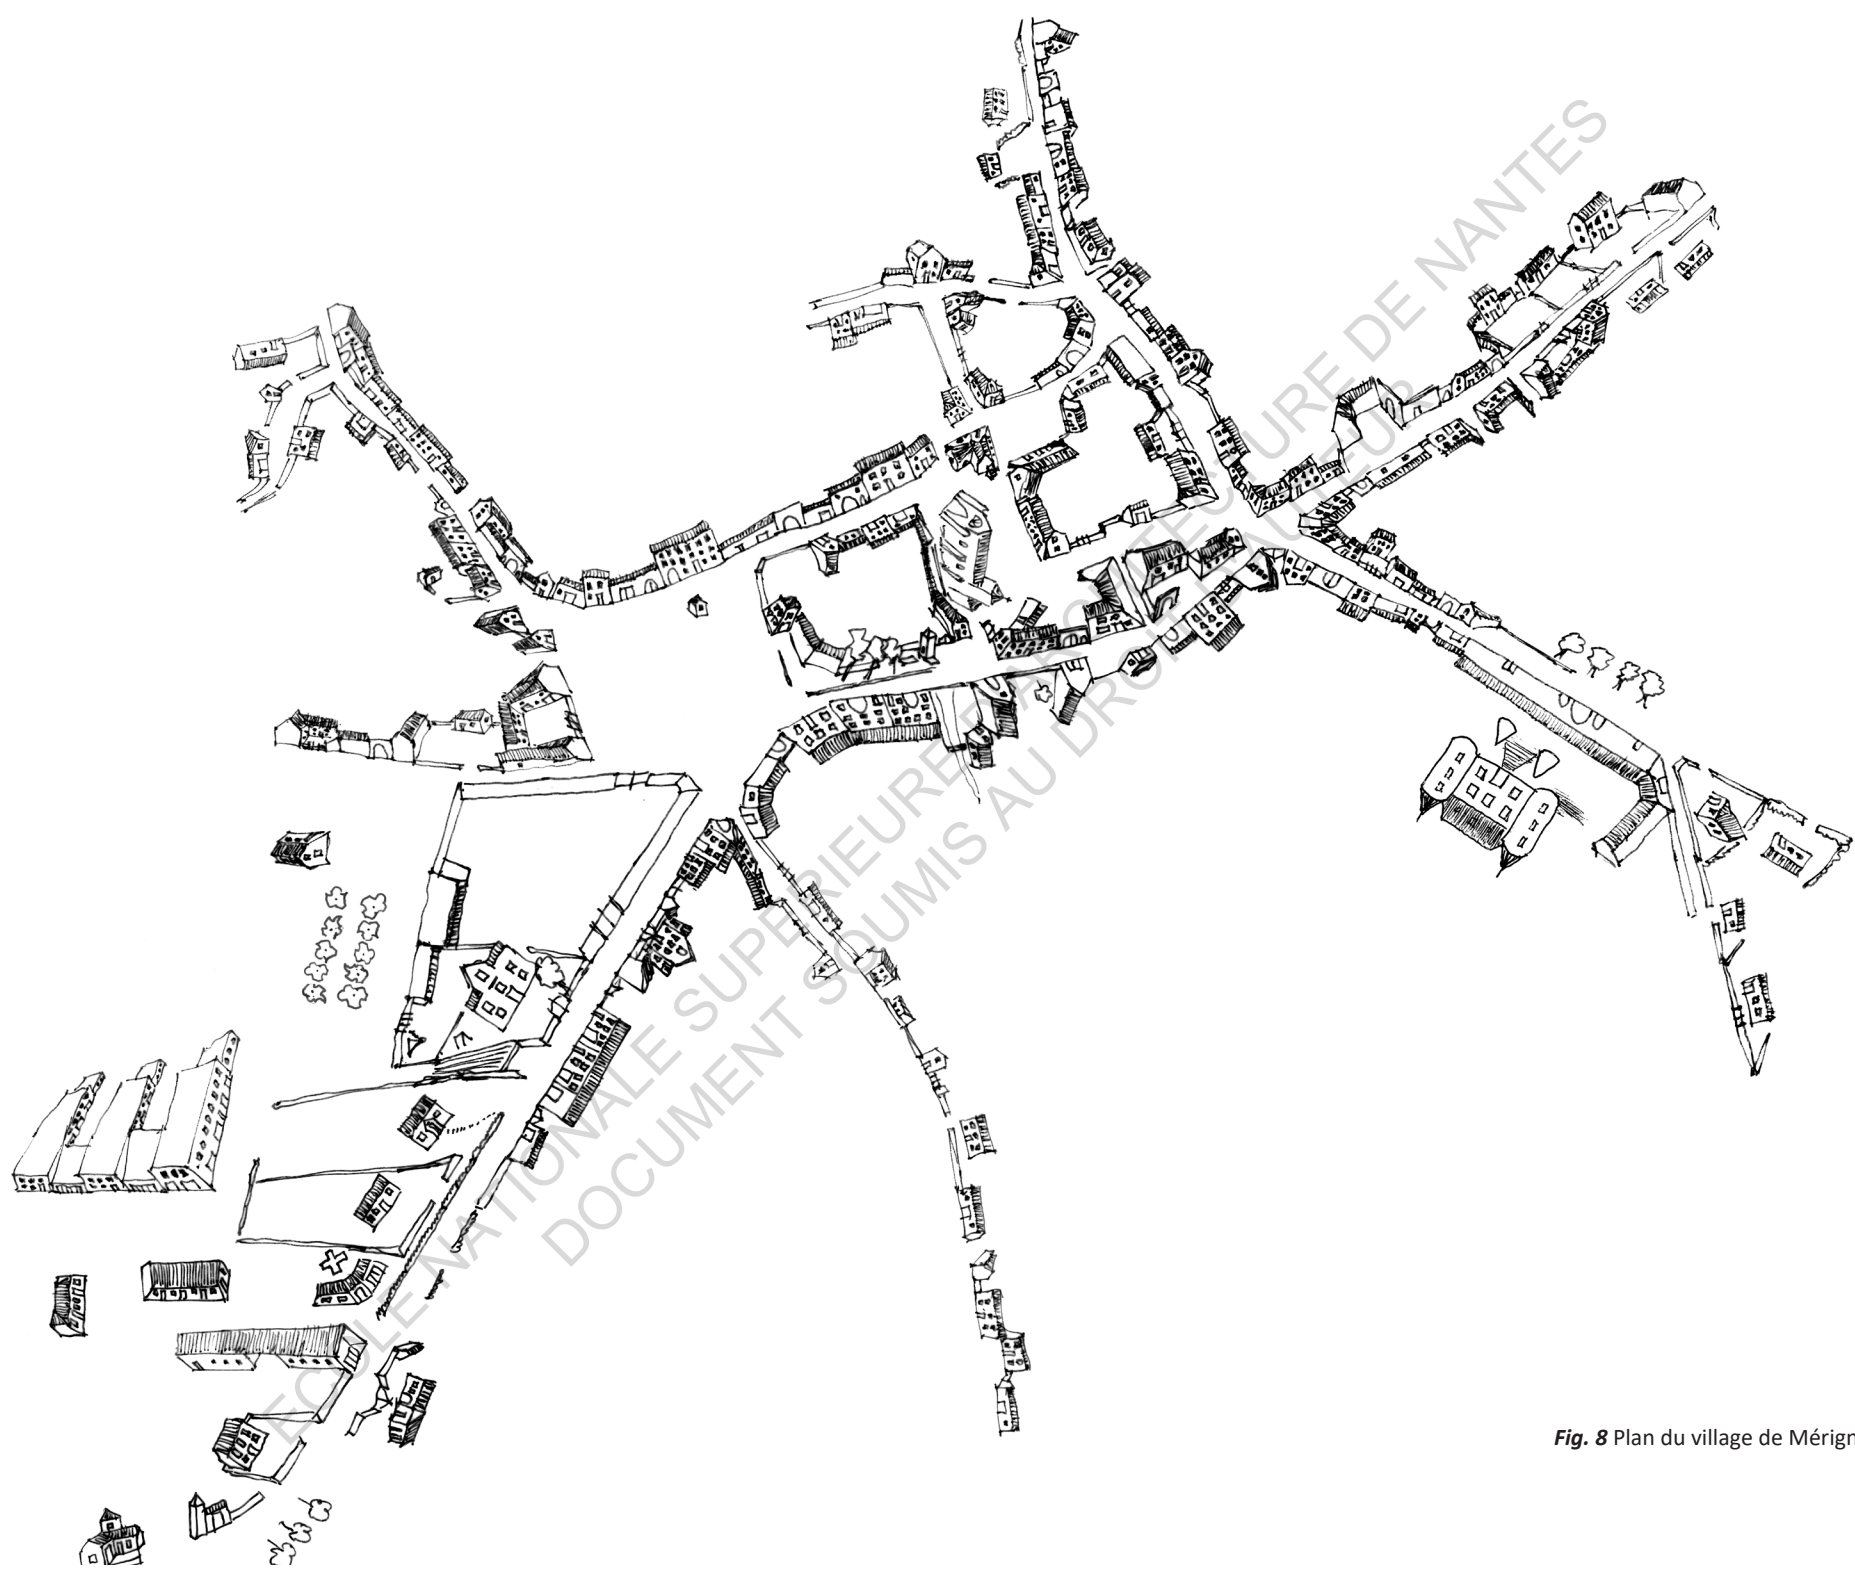 ECOLE NATIONALE SUPERIEURE D'ARCHITECTURE DE NANTES
DOCUMENT SOUMIS AU DROIT D'AUTEUR
Fig. 8 Plan du village de Mérign